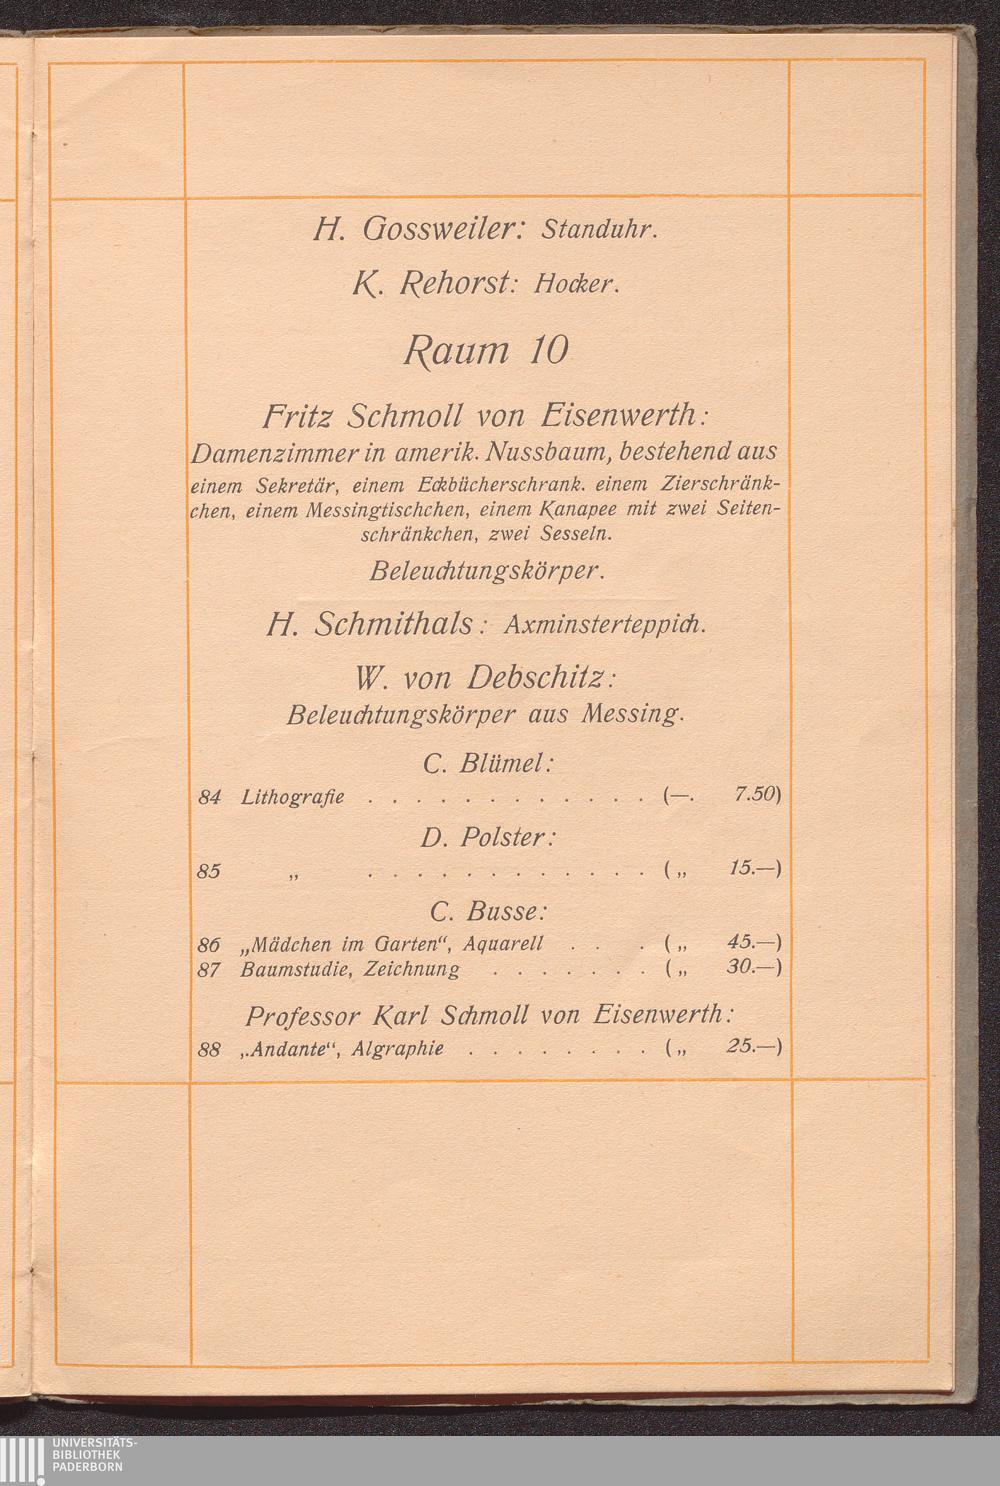 H. Gossweiler: Standuhr.
K. Rehorst: Hocker.
Raum 10
Fritz Schmoll von Eisenwerth:
Damenzimmer in amerik. Nussbaum, bestehend aus
einem Sekretär, einem Eckbücherschrank. einem Zierschränk-
chen, einem Messingtischchen, einem Kanapee mit zwei Seiten-
schränkchen, zwei Sesseln.
Beleuchtungskörper.
H. Schmithals: Axminsterteppich.
W. von Debschitz:
Beleuchtungskörper aus Messing.
C. Blümel:
84 Lithografie . . . . . . . . . . . . (—. 7.50)
D. Polster:
85 „ . . . . . . . . . . . . („ 15.—)
C. Busse:
86 „Mädchen im Garten“, Aquarell . . . („ 45.—)
87 Baumstudie, Zeichnung . . . . . . . („ 30.—)
Professor Karl Schmoll von Eisenwerth:
88 ,.Andante“, Algraphie . . . . . . . . („ 25.—)
UNIVERSITÄTS-
BIBLIOTHEK
PADERBORN